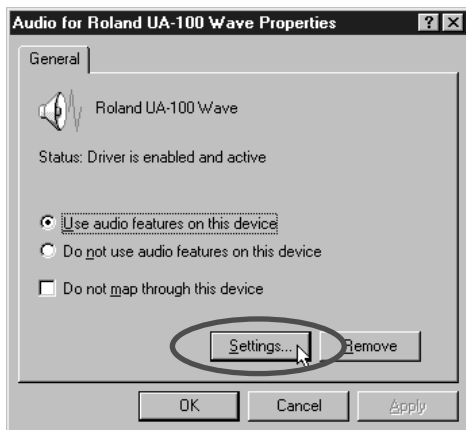 Audio for Roland UA-100 Wave Properties
General
Roland UA-100 Wave
Status: Driver is enabled and active
Use audio features on this device
Do not use audio features on this device
Do not map through this device
Settings... Remove
OK Cancel Apply